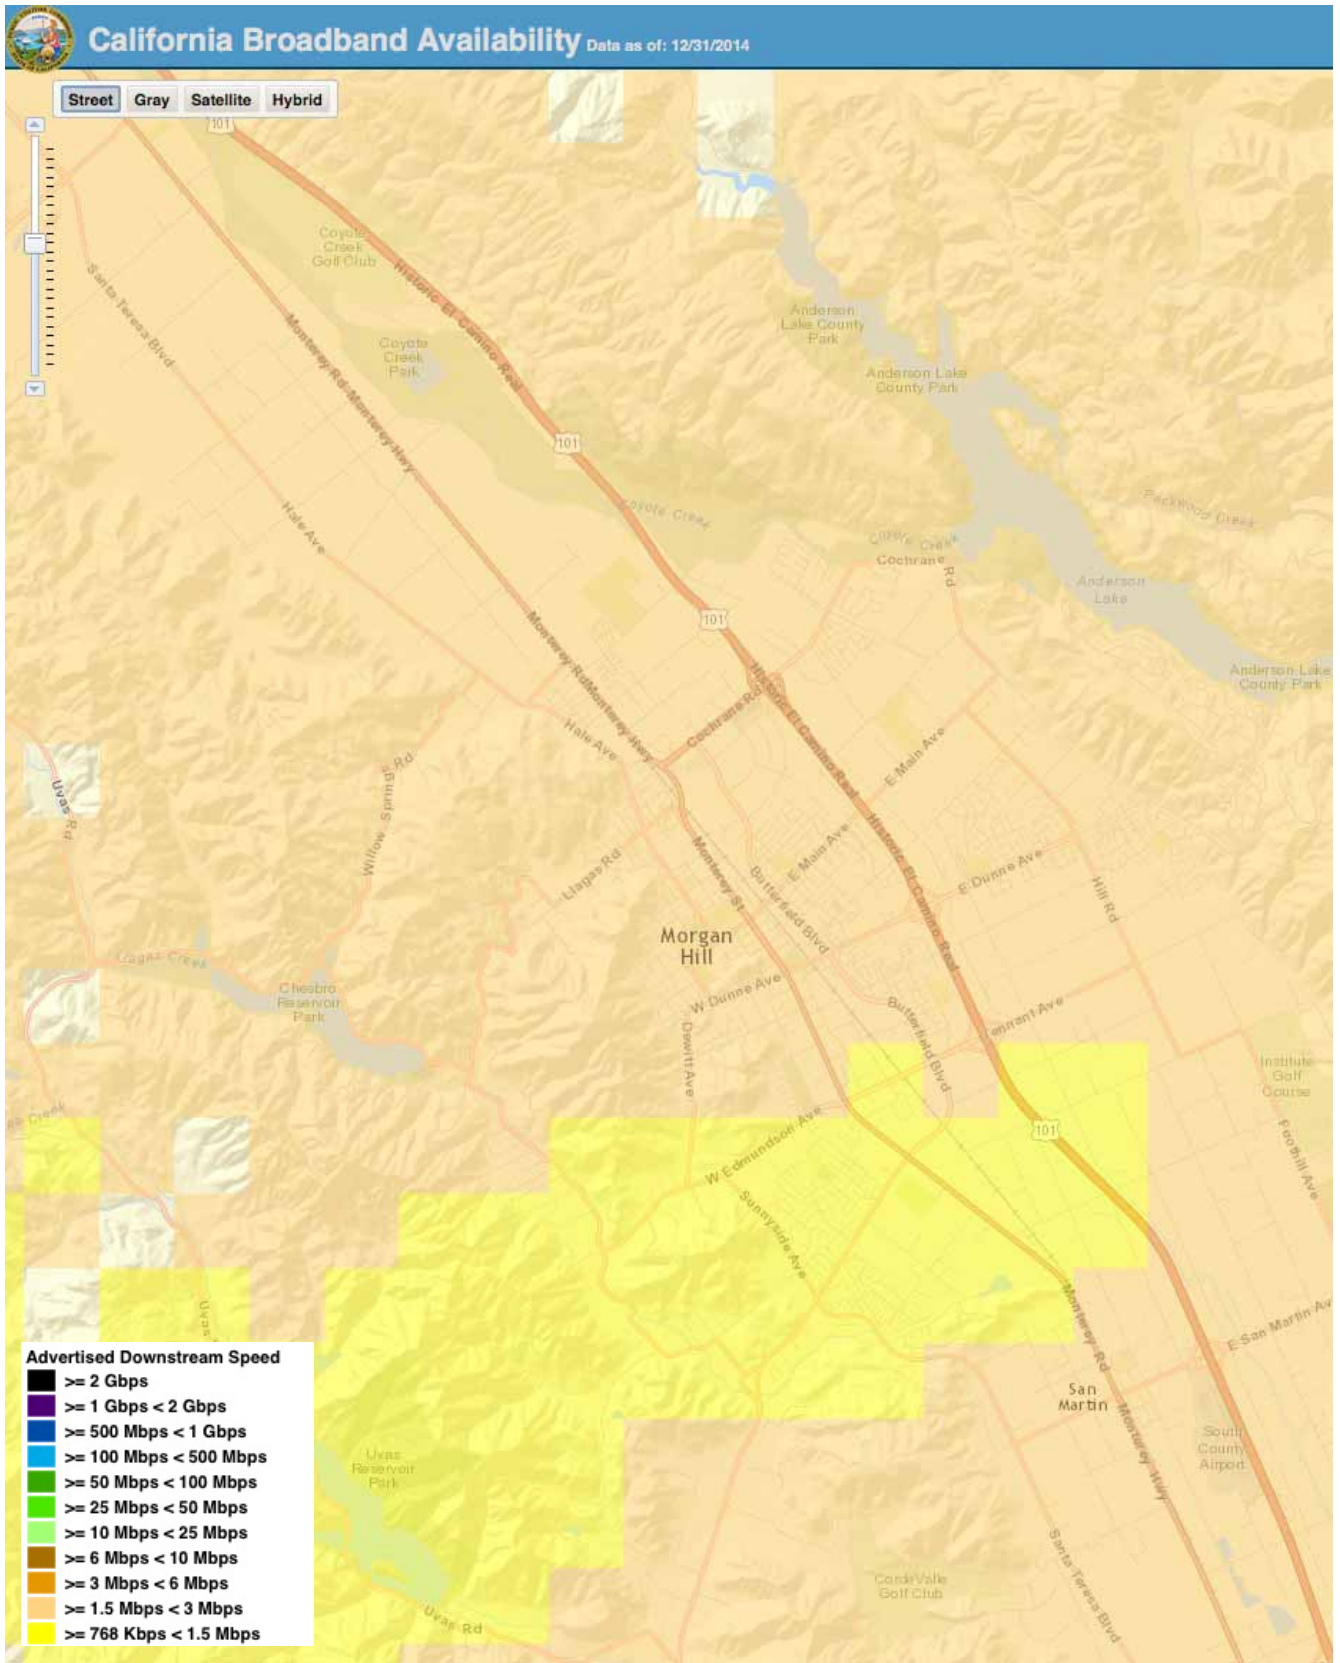 California Broadband Availability Data as of: 12/31/2014
Street Gray Satellite Hybrid
101
Coyote
Creek
Golf Club
Historic El Camino Real
Santa Teresa Blvd
Monterey Rd-Monterey Hwy
Coyote
Creek
Park
Anderson
Lake County
Park
Anderson Lake
County Park
101
Hale Ave
Coyote Creek
Packwood Creek
Coyote Creek
Cochrane Rd
Anderson
Lake
101
Monterey Rd/Monterey Hwy
Historic El Camino Real
Anderson Lake
County Park
Cochrane Rd
Hale Ave
E Main Ave
Uvas Rd
Willow Springs Rd
Llagas Rd
Monterey St
Butterfield Blvd
E Main Ave
Historic El Camino Real
E Dunne Ave
Hill Rd
Morgan
Hill
Llagas Creek
Chesbro
Reservoir
Park
W Dunne Ave
Butterfield Blvd
Tennant Ave
Dewitt Ave
Institute
Golf
Course
Creek
W Edmundson Ave
101
Foothill Ave
Sunnyside Ave
Uvas
Monterey Rd
E San Martin Av
San
Martin
Monterey Hwy
South
County
Airport
Uvas
Reservoir
Park
Santa Teresa Blvd
CordeValle
Golf Club
Uvas Rd
Advertised Downstream Speed
>= 2 Gbps
>= 1 Gbps < 2 Gbps
>= 500 Mbps < 1 Gbps
>= 100 Mbps < 500 Mbps
>= 50 Mbps < 100 Mbps
>= 25 Mbps < 50 Mbps
>= 10 Mbps < 25 Mbps
>= 6 Mbps < 10 Mbps
>= 3 Mbps < 6 Mbps
>= 1.5 Mbps < 3 Mbps
>= 768 Kbps < 1.5 Mbps